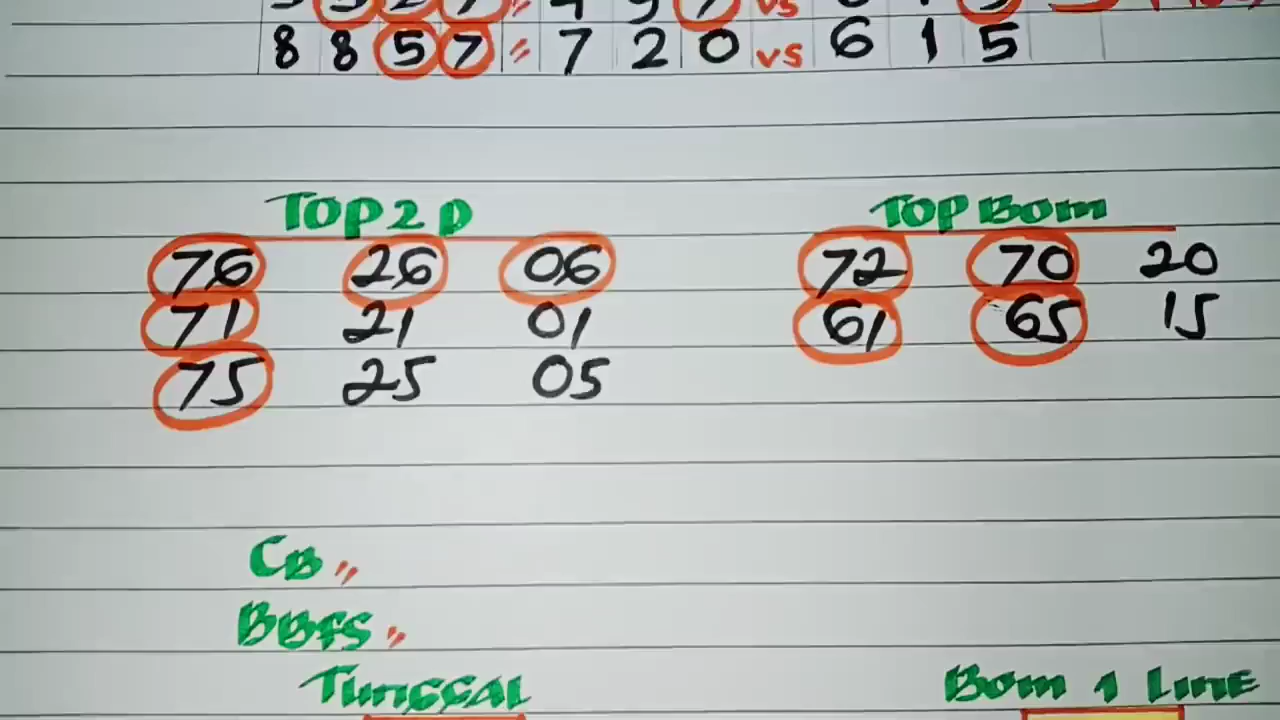 8 8 5 7 " 7 2 0 vs 6 1 5
TOP 2 D
76 26 06
71 21 01
75 25 05
TOP Bom
72 70 20
61 65 15
CB "
BBFS "
TUNGGAL
Bom 1 LINE